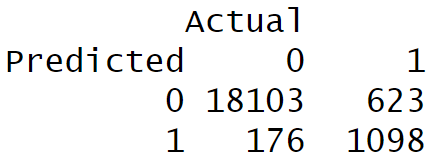 Actual
Predicted 0 1
0 18103 623
1 176 1098